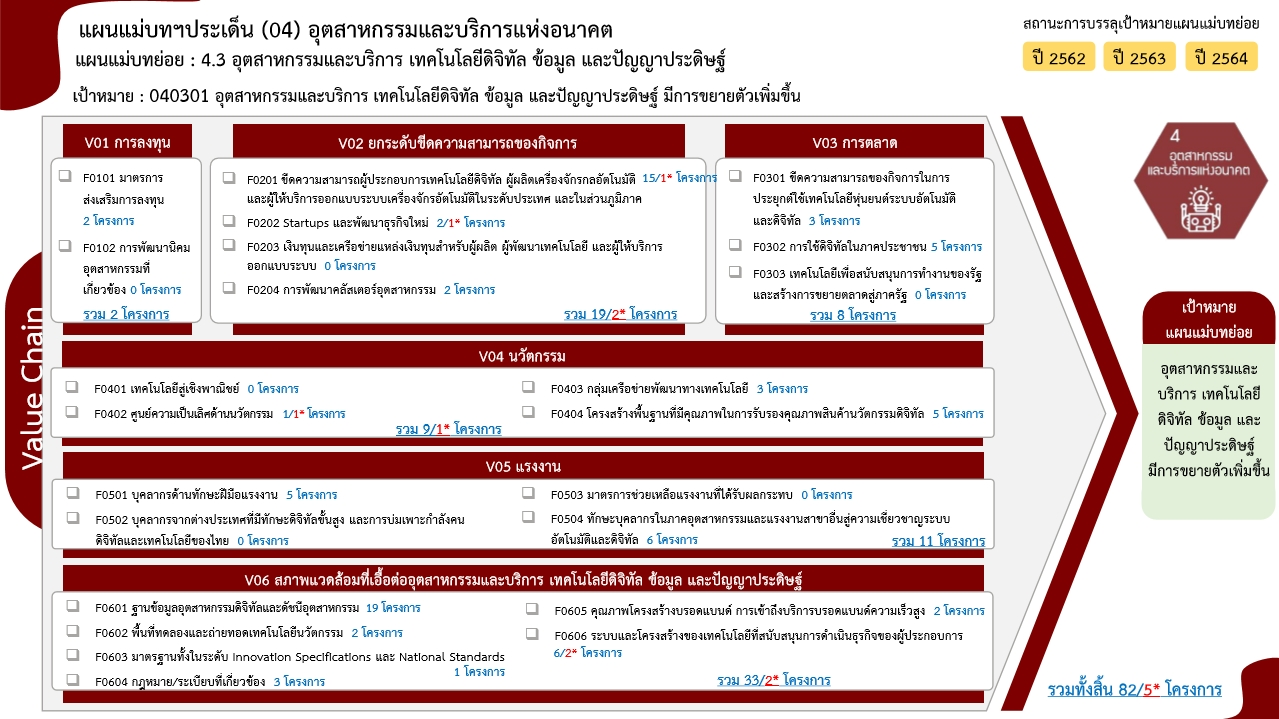 แผนแม่บทฯประเด็น (04) อุตสาหกรรมและบริการแห่งอนาคต
แผนแม่บทย่อย : 4.3 อุตสาหกรรมและบริการ เทคโนโลยีดิจิทัล ข้อมูล และปัญญาประดิษฐ์
เป้าหมาย : 040301 อุตสาหกรรมและบริการ เทคโนโลยีดิจิทัล ข้อมูล และปัญญาประดิษฐ์ มีการขยายตัวเพิ่มขึ้น
สถานะการบรรลุเป้าหมายแผนแม่บทย่อย
ปี 2562 ปี 2563 ปี 2564
Value Chain
V01 การลงทุน
F0101 มาตรการ
ส่งเสริมการลงทุน
2 โครงการ
F0102 การพัฒนานิคม
อุตสาหกรรมที่
เกี่ยวข้อง 0 โครงการ
รวม 2 โครงการ
V02 ยกระดับขีดความสามารถของกิจการ
F0201 ขีดความสามารถผู้ประกอบการเทคโนโลยีดิจิทัล ผู้ผลิตเครื่องจักรกลอัตโนมัติ 15/1* โครงการ
และผู้ให้บริการออกแบบระบบเครื่องจักรอัตโนมัติในระดับประเทศ และในส่วนภูมิภาค
F0202 Startups และพัฒนาธุรกิจใหม่ 2/1* โครงการ
F0203 เงินทุนและเครือข่ายแหล่งเงินทุนสำหรับผู้ผลิต ผู้พัฒนาเทคโนโลยี และผู้ให้บริการ
ออกแบบระบบ 0 โครงการ
F0204 การพัฒนาคลัสเตอร์อุตสาหกรรม 2 โครงการ
รวม 19/2* โครงการ
V03 การตลาด
F0301 ขีดความสามารถของกิจการในการ
ประยุกต์ใช้เทคโนโลยีหุ่นยนต์ระบบอัตโนมัติ
และดิจิทัล 3 โครงการ
F0302 การใช้ดิจิทัลในภาคประชาชน 5 โครงการ
F0303 เทคโนโลยีเพื่อสนับสนุนการทำงานของรัฐ
และสร้างการขยายตลาดสู่ภาครัฐ 0 โครงการ
รวม 8 โครงการ
V04 นวัตกรรม
F0401 เทคโนโลยีสู่เชิงพาณิชย์ 0 โครงการ
F0402 ศูนย์ความเป็นเลิศด้านนวัตกรรม 1/1* โครงการ
F0403 กลุ่มเครือข่ายพัฒนาทางเทคโนโลยี 3 โครงการ
F0404 โครงสร้างพื้นฐานที่มีคุณภาพในการรับรองคุณภาพสินค้านวัตกรรมดิจิทัล 5 โครงการ
รวม 9/1* โครงการ
V05 แรงงาน
F0501 บุคลากรด้านทักษะฝีมือแรงงาน 5 โครงการ
F0502 บุคลากรจากต่างประเทศที่มีทักษะดิจิทัลขั้นสูง และการบ่มเพาะกำลังคน
ดิจิทัลและเทคโนโลยีของไทย 0 โครงการ
F0503 มาตรการช่วยเหลือแรงงานที่ได้รับผลกระทบ 0 โครงการ
F0504 ทักษะบุคลากรในภาคอุตสาหกรรมและแรงงานสาขาอื่นสู่ความเชี่ยวชาญระบบ
อัตโนมัติและดิจิทัล 6 โครงการ
รวม 11 โครงการ
V06 สภาพแวดล้อมที่เอื้อต่ออุตสาหกรรมและบริการ เทคโนโลยีดิจิทัล ข้อมูล และปัญญาประดิษฐ์
F0601 ฐานข้อมูลอุตสาหกรรมดิจิทัลและดัชนีอุตสาหกรรม 19 โครงการ
F0602 พื้นที่ทดลองและถ่ายทอดเทคโนโลยีนวัตกรรม 2 โครงการ
F0603 มาตรฐานทั้งในระดับ Innovation Specifications และ National Standards
1 โครงการ
F0604 กฎหมาย/ระเบียบที่เกี่ยวข้อง 3 โครงการ
F0605 คุณภาพโครงสร้างบรอดแบนด์ การเข้าถึงบริการบรอดแบนด์ความเร็วสูง 2 โครงการ
F0606 ระบบและโครงสร้างของเทคโนโลยีที่สนับสนุนการดำเนินธุรกิจของผู้ประกอบการ
6/2* โครงการ
รวม 33/2* โครงการ
4
อุตสาหกรรม
และบริการแห่งอนาคต
เป้าหมาย
แผนแม่บทย่อย
อุตสาหกรรมและ
บริการ เทคโนโลยี
ดิจิทัล ข้อมูล และ
ปัญญาประดิษฐ์
มีการขยายตัวเพิ่มขึ้น
รวมทั้งสิ้น 82/5* โครงการ